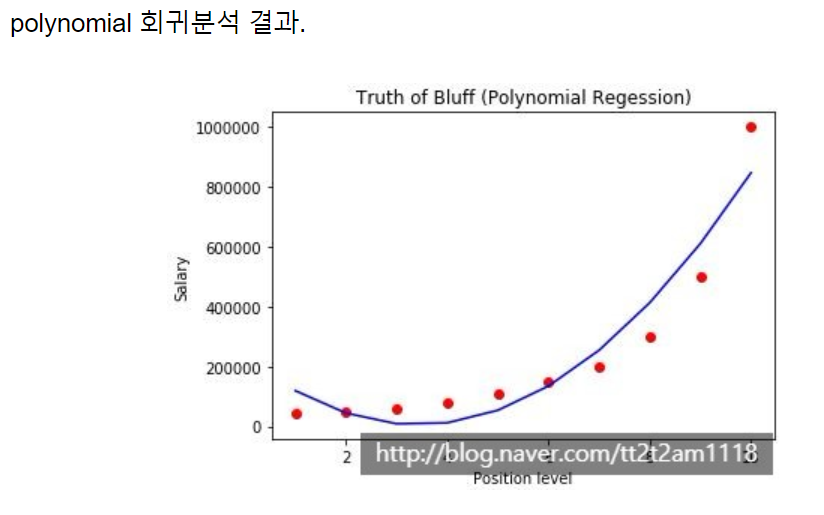 polynomial 회귀분석 결과.
Truth of Bluff (Polynomial Regession)
1000000
800000
600000
400000
200000
0
Salary
2
http://blog.naver.com/tt2t2am1118
Position level